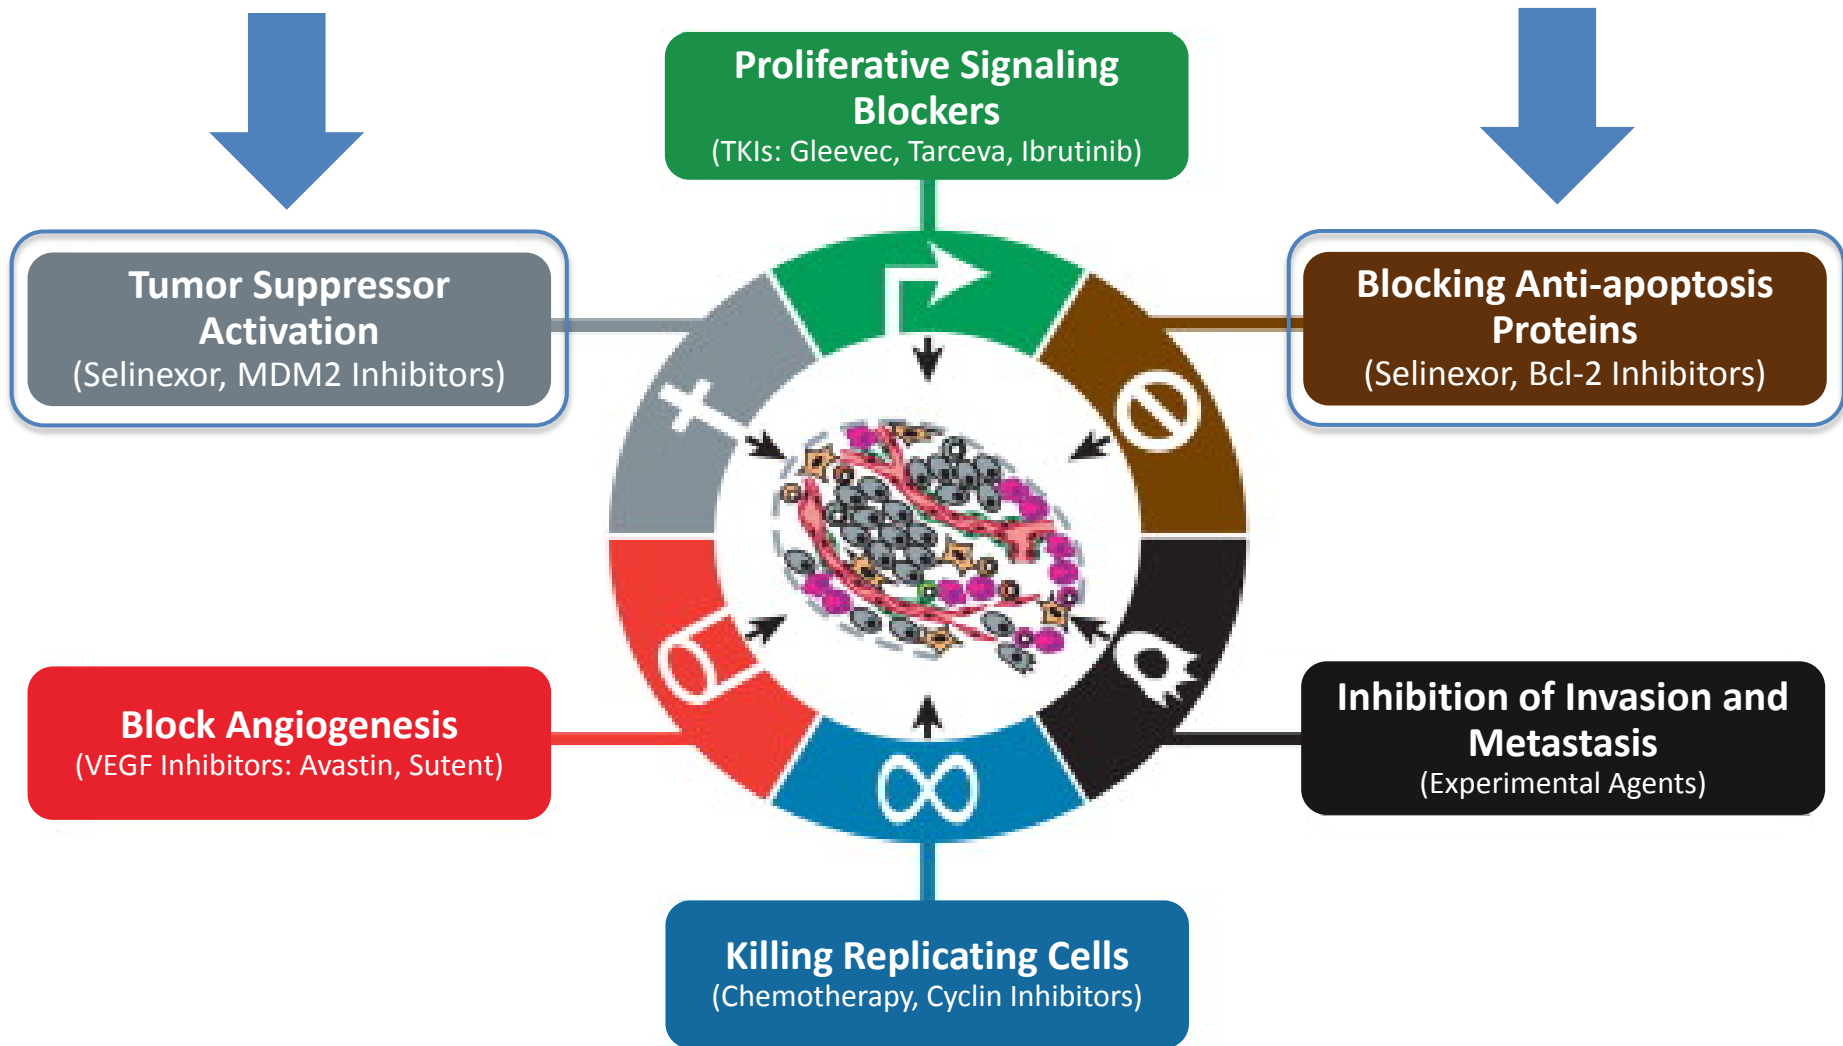 Proliferative Signaling
Blockers
(TKIs: Gleevec, Tarceva, Ibrutinib)
Tumor Suppressor
Activation
(Selinexor, MDM2 Inhibitors)
Blocking Anti-apoptosis
Proteins
(Selinexor, Bcl-2 Inhibitors)
Block Angiogenesis
(VEGF Inhibitors: Avastin, Sutent)
Inhibition of Invasion and
Metastasis
(Experimental Agents)
Killing Replicating Cells
(Chemotherapy, Cyclin Inhibitors)